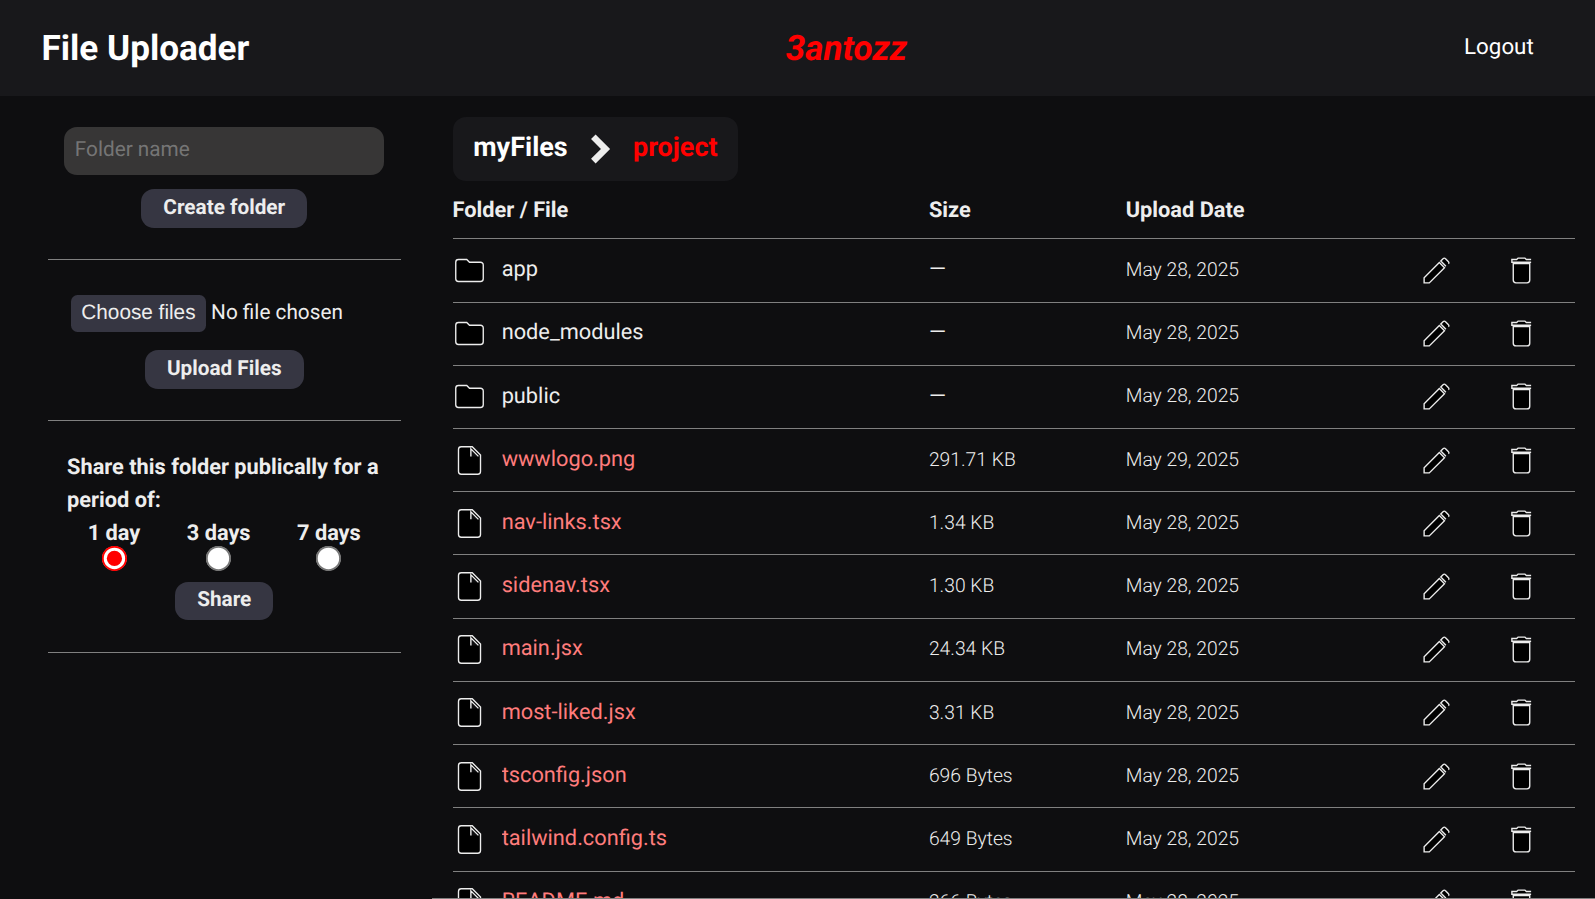 File Uploader
3antozz
Logout
Folder name
Create folder
Choose files No file chosen
Upload Files
Share this folder publically for a
period of:
1 day 3 days 7 days
Share
myFiles project
Folder / File Size Upload Date
app — May 28, 2025
node_modules — May 28, 2025
public — May 28, 2025
wwwlogo.png 291.71 KB May 29, 2025
nav-links.tsx 1.34 KB May 28, 2025
sidenav.tsx 1.30 KB May 28, 2025
main.jsx 24.34 KB May 28, 2025
most-liked.jsx 3.31 KB May 28, 2025
tsconfig.json 696 Bytes May 28, 2025
tailwind.config.ts 649 Bytes May 28, 2025
README.md